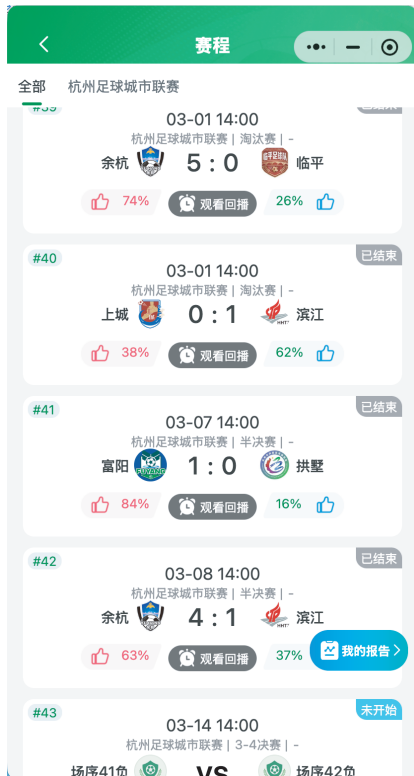 赛程
全部 杭州足球城市联赛
#39 已结束
03-01 14:00
杭州足球城市联赛 | 淘汰赛 | -
余杭 5 : 0 临平
74% 观看回播 26%
#40 已结束
03-01 14:00
杭州足球城市联赛 | 淘汰赛 | -
上城 0 : 1 滨江
38% 观看回播 62%
#41 已结束
03-07 14:00
杭州足球城市联赛 | 半决赛 | -
富阳 FUYANG 1 : 0 拱墅
84% 观看回播 16%
#42 已结束
03-08 14:00
杭州足球城市联赛 | 半决赛 | -
余杭 4 : 1 滨江
63% 观看回播 37%
我的报告
#43 未开始
03-14 14:00
杭州足球城市联赛 | 3-4决赛 | -
场序41负 VS 场序42负